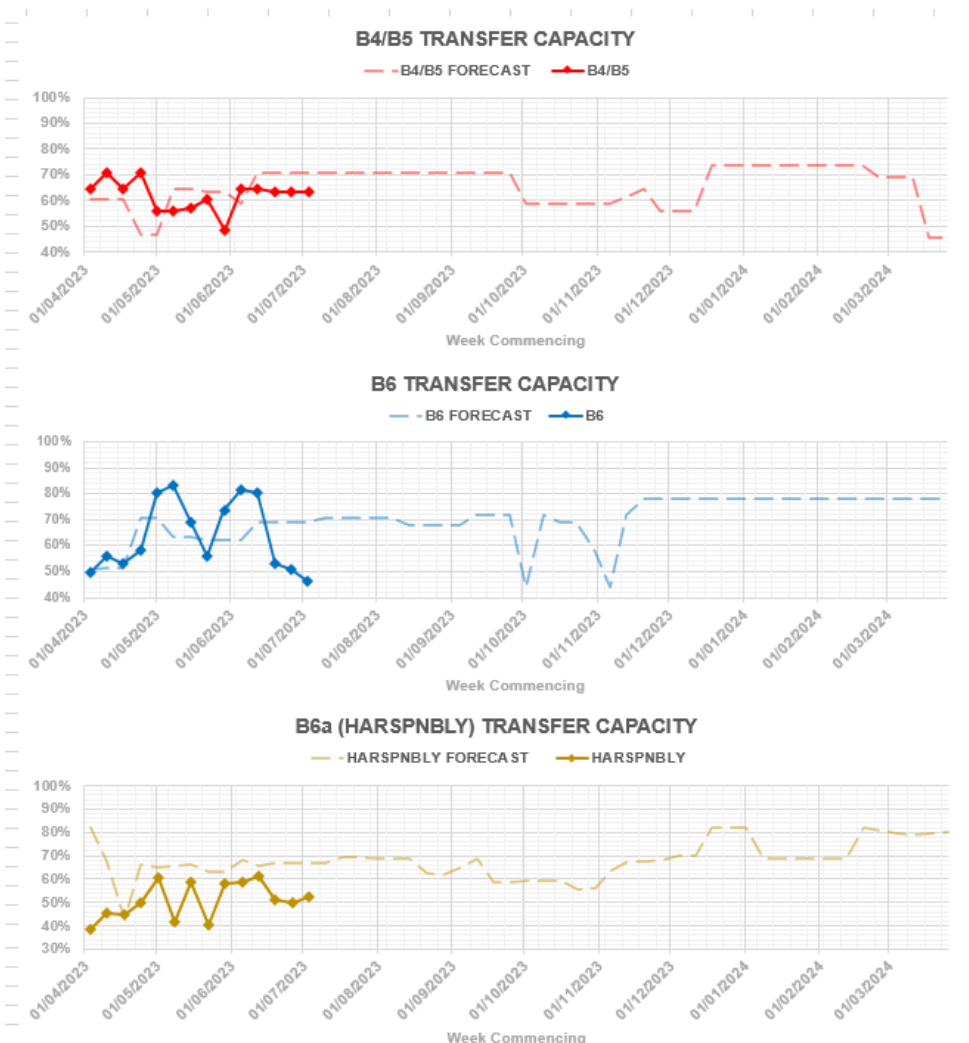 B4/B5 TRANSFER CAPACITY
B4/B5 FORECAST B4/B5
100%
90%
80%
70%
60%
50%
40%
01/04/2023 01/05/2023 01/06/2023 01/07/2023 01/08/2023 01/09/2023 01/10/2023 01/11/2023 01/12/2023 01/01/2024 01/02/2024 01/03/2024
Week Commencing
B6 TRANSFER CAPACITY
B6 FORECAST B6
100%
90%
80%
70%
60%
50%
40%
01/04/2023 01/05/2023 01/06/2023 01/07/2023 01/08/2023 01/09/2023 01/10/2023 01/11/2023 01/12/2023 01/01/2024 01/02/2024 01/03/2024
Week Commencing
B6a (HARSPNBLY) TRANSFER CAPACITY
HARSPNBLY FORECAST HARSPNBLY
100%
90%
80%
70%
60%
50%
40%
30%
01/04/2023 01/05/2023 01/06/2023 01/07/2023 01/08/2023 01/09/2023 01/10/2023 01/11/2023 01/12/2023 01/01/2024 01/02/2024 01/03/2024
Week Commencing